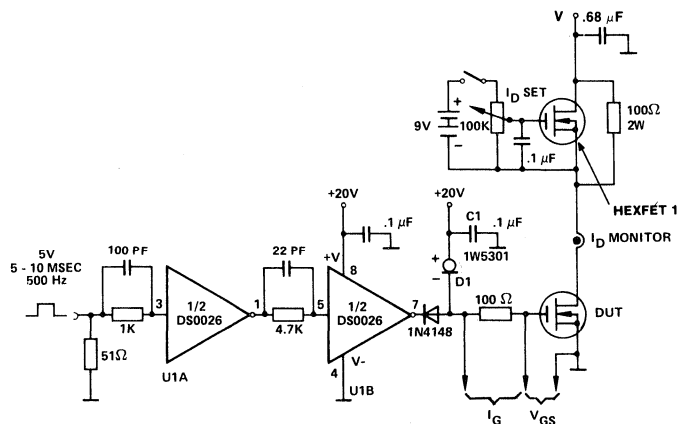 V
.68 µF
I_D SET
+
9V
−
100K
.1 µF
100Ω
2W
HEXFET 1
I_D MONITOR
5V
5 - 10 MSEC
500 Hz
51Ω
100 PF
1K
3
1/2
DS0026
U1A
1
22 PF
4.7K
5
+20V
.1 µF
+V
8
1/2
DS0026
V-
4
U1B
7
1N4148
+20V
C1
.1 µF
1W5301
+
−
D1
100 Ω
DUT
I_G
V_GS